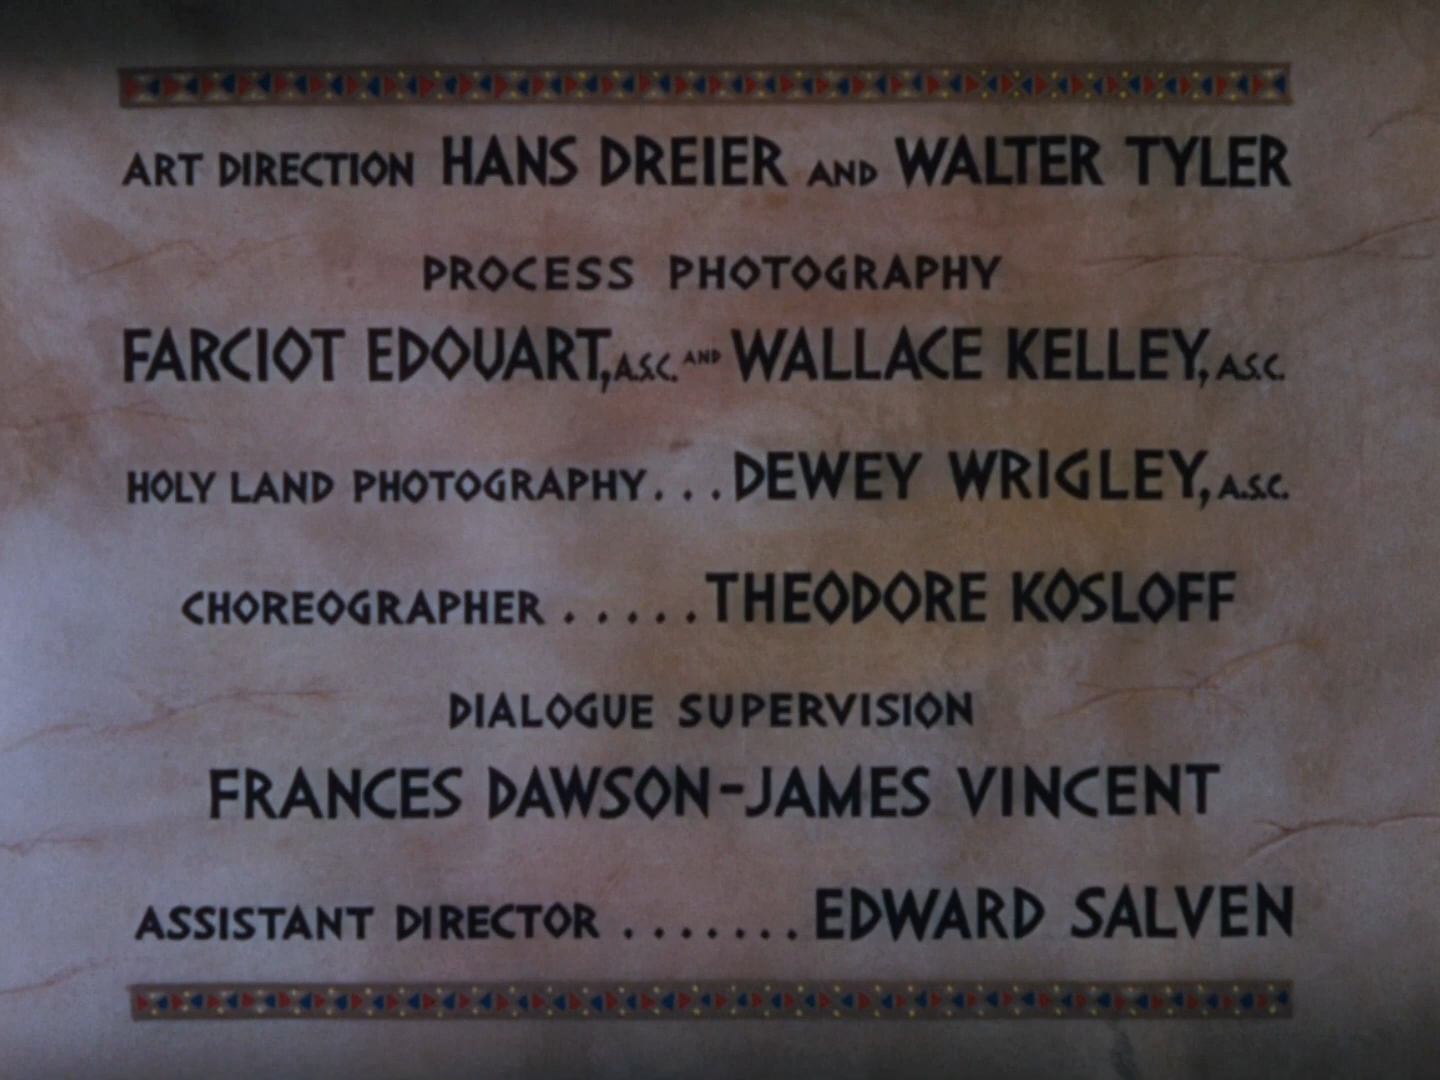 ART DIRECTION HANS DREIER AND WALTER TYLER
PROCESS PHOTOGRAPHY
FARCIOT EDOUART, A.S.C. AND WALLACE KELLEY, A.S.C.
HOLY LAND PHOTOGRAPHY...DEWEY WRIGLEY, A.S.C.
CHOREOGRAPHER.....THEODORE KOSLOFF
DIALOGUE SUPERVISION
FRANCES DAWSON-JAMES VINCENT
ASSISTANT DIRECTOR.......EDWARD SALVEN